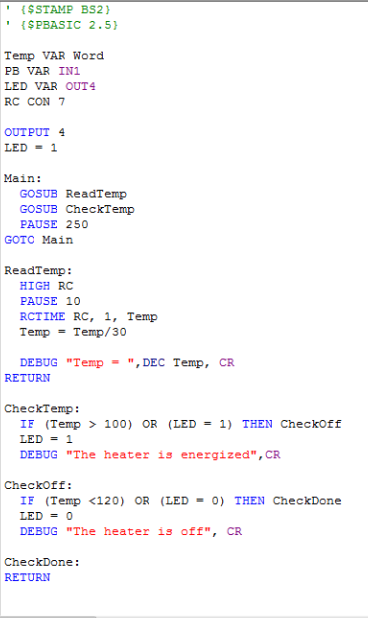 ' {$STAMP BS2}
' {$PBASIC 2.5}
Temp VAR Word
PB VAR IN1
LED VAR OUT4
RC CON 7
OUTPUT 4
LED = 1
Main:
GOSUB ReadTemp
GOSUB CheckTemp
PAUSE 250
GOTO Main
ReadTemp:
HIGH RC
PAUSE 10
RCTIME RC, 1, Temp
Temp = Temp/30
DEBUG "Temp = ",DEC Temp, CR
RETURN
CheckTemp:
IF (Temp > 100) OR (LED = 1) THEN CheckOff
LED = 1
DEBUG "The heater is energized",CR
CheckOff:
IF (Temp <120) OR (LED = 0) THEN CheckDone
LED = 0
DEBUG "The heater is off", CR
CheckDone:
RETURN